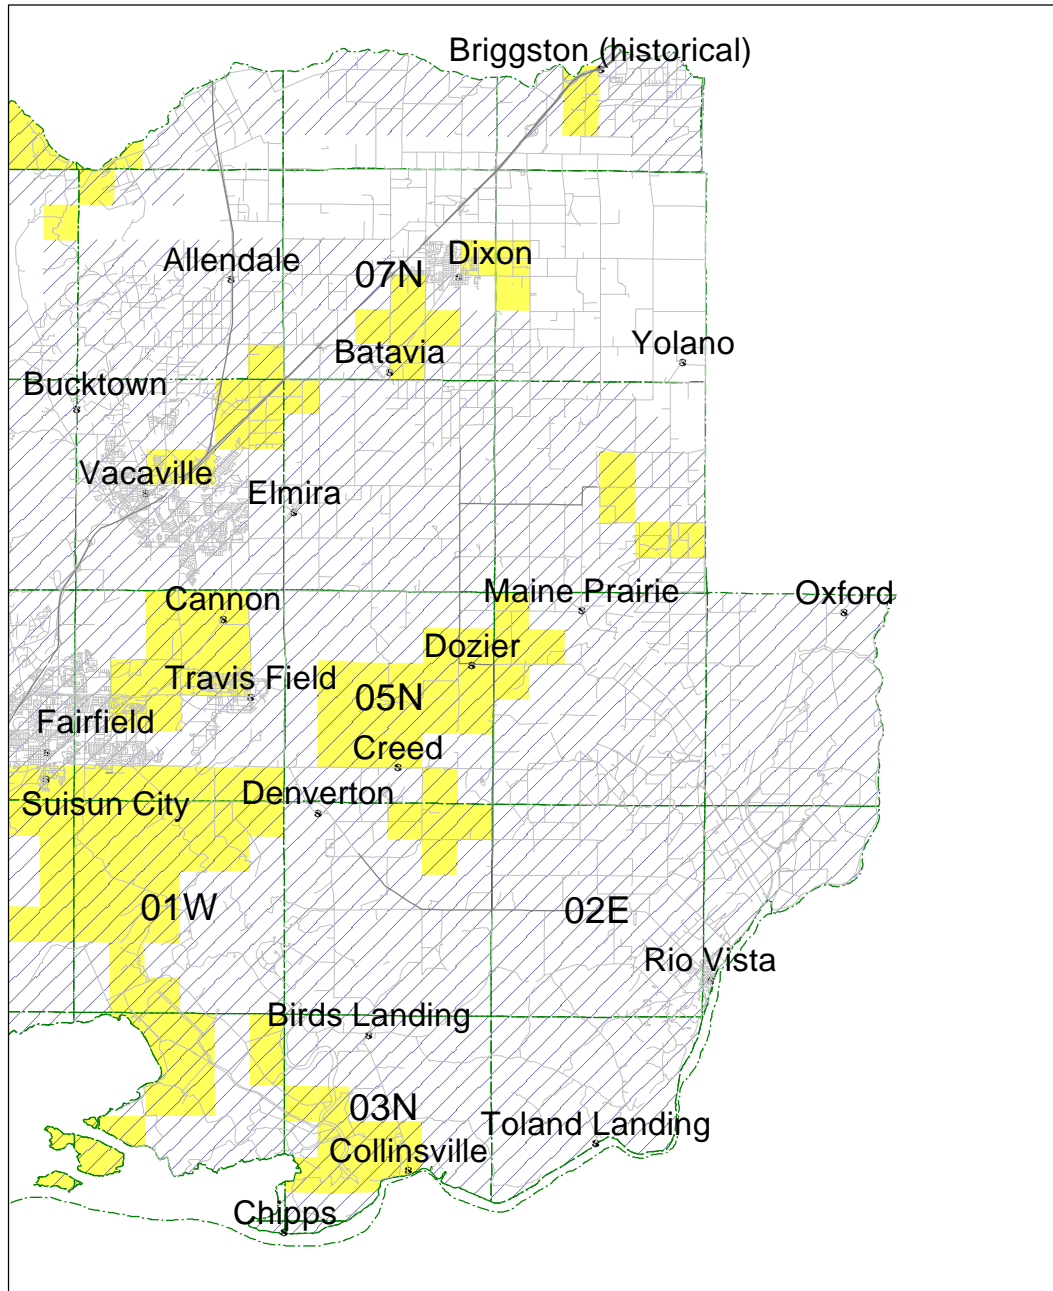 Briggston (historical)
Dixon
Allendale
07N
Yolano
Batavia
Bucktown
Vacaville
Elmira
Maine Prairie
Oxford
Cannon
Dozier
Travis Field
05N
Fairfield
Creed
Denverton
Suisun City
01W
02E
Rio Vista
Birds Landing
03N
Toland Landing
Collinsville
Chipps